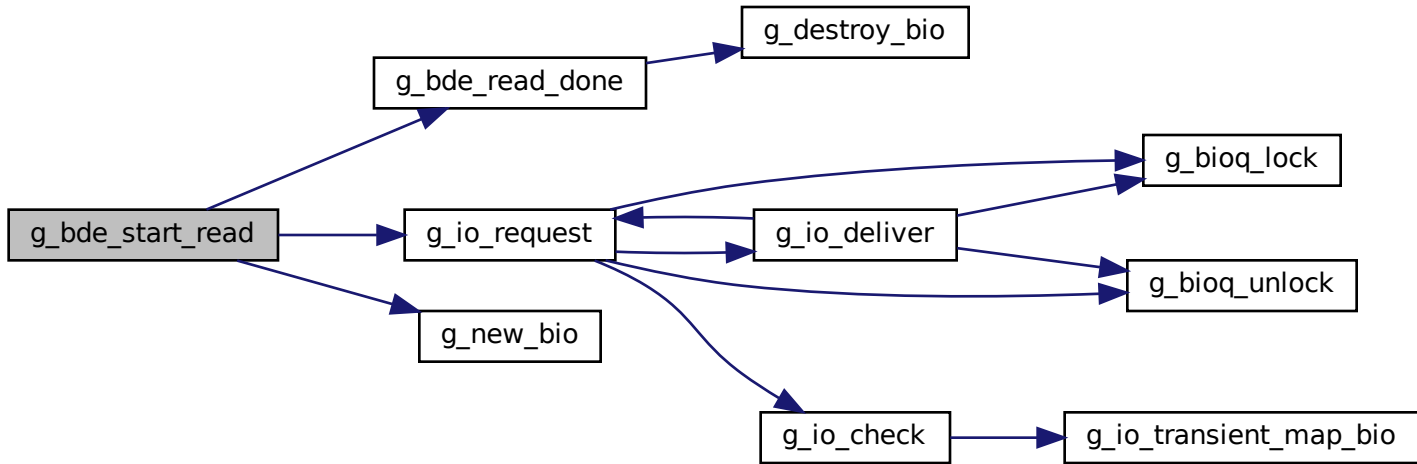 g_destroy_bio
g_bde_read_done
g_bioq_lock
g_bde_start_read
g_io_request
g_io_deliver
g_bioq_unlock
g_new_bio
g_io_check
g_io_transient_map_bio